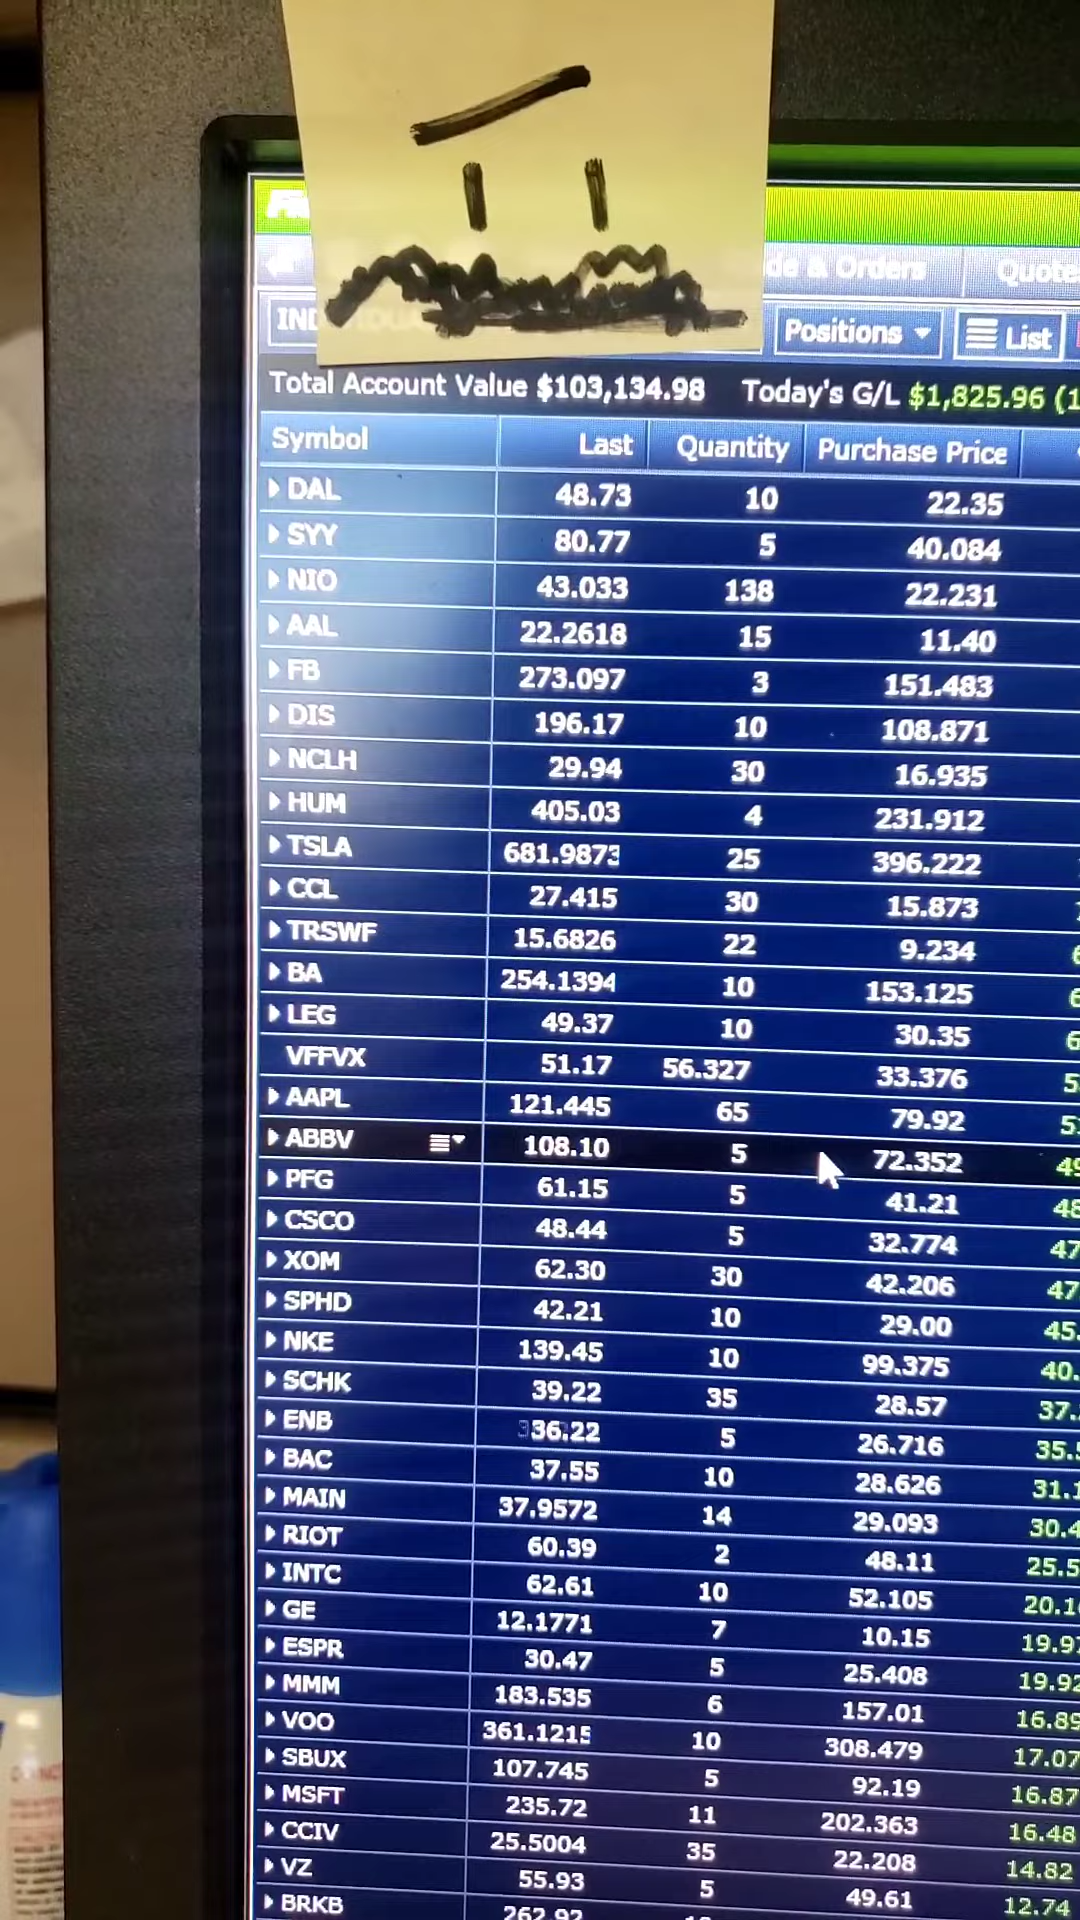 de & Orders Quote
IND Positions List
Total Account Value $103,134.98 Today's G/L $1,825.96 (1
Symbol Last Quantity Purchase Price
DAL 48.73 10 22.35
SYY 80.77 5 40.084
NIO 43.033 138 22.231
AAL 22.2618 15 11.40
FB 273.097 3 151.483
DIS 196.17 10 108.871
NCLH 29.94 30 16.935
HUM 405.03 4 231.912
TSLA 681.9873 25 396.222
CCL 27.415 30 15.873
TRSWF 15.6826 22 9.234
BA 254.1394 10 153.125
LEG 49.37 10 30.35
VFFVX 51.17 56.327 33.376
AAPL 121.445 65 79.92
ABBV 108.10 5 72.352
PFG 61.15 5 41.21
CSCO 48.44 5 32.774
XOM 62.30 30 42.206
SPHD 42.21 10 29.00
NKE 139.45 10 99.375
SCHK 39.22 35 28.57
ENB 36.22 5 26.716
BAC 37.55 10 28.626
MAIN 37.9572 14 29.093
RIOT 60.39 2 48.11
INTC 62.61 10 52.105
GE 12.1771 7 10.15
ESPR 30.47 5 25.408
MMM 183.535 6 157.01
VOO 361.1215 10 308.479
SBUX 107.745 5 92.19
MSFT 235.72 11 202.363
CCIV 25.5004 35 22.208
VZ 55.93 5 49.61
BRKB 262.92